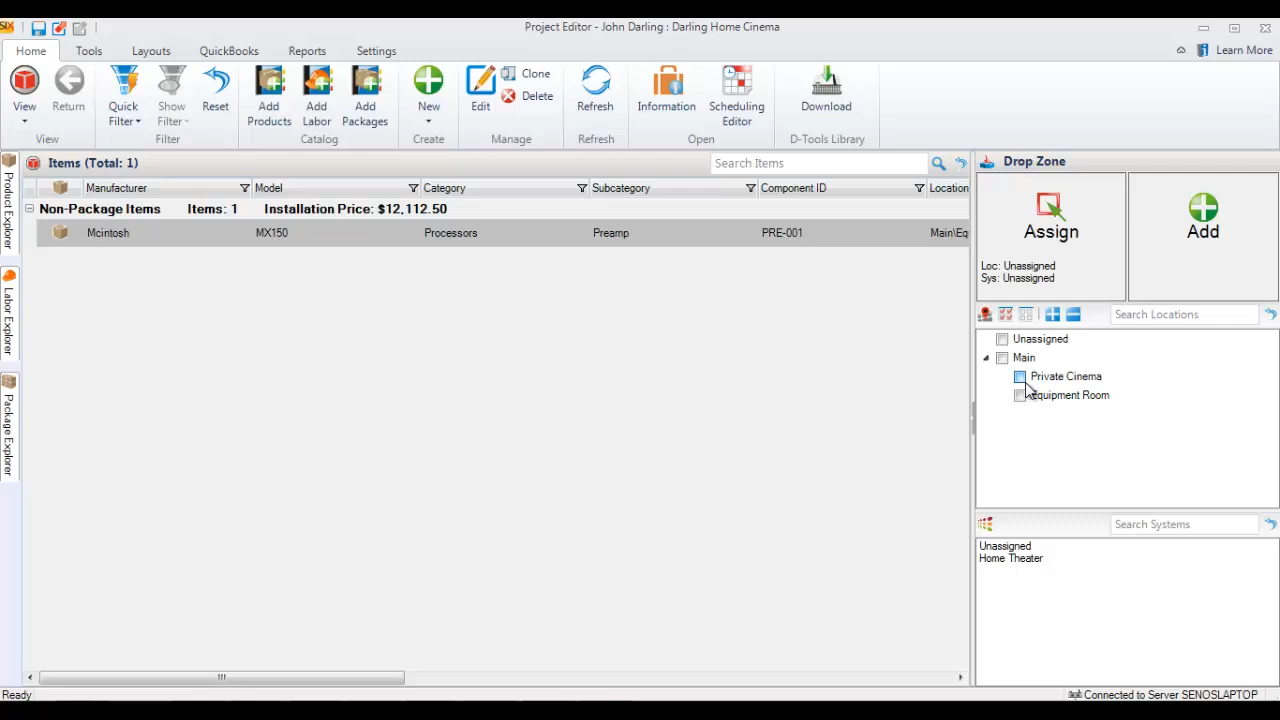 SIX
Project Editor - John Darling : Darling Home Cinema
Home Tools Layouts QuickBooks Reports Settings Learn More
View Return Quick Filter Show Filter Reset Add Products Add Labor Add Packages New Edit Clone Delete Refresh Information Scheduling Editor Download
View Filter Catalog Create Manage Refresh Open D-Tools Library
Product Explorer
Labor Explorer
Package Explorer
Items (Total: 1) Search Items
Manufacturer Model Category Subcategory Component ID Location
Non-Package Items Items: 1 Installation Price: $12,112.50
Mcintosh MX150 Processors Preamp PRE-001 Main\Eq
Drop Zone
Assign Add
Loc: Unassigned
Sys: Unassigned
Search Locations
Unassigned
Main
Private Cinema
Equipment Room
Search Systems
Unassigned
Home Theater
Ready Connected to Server SENOSLAPTOP